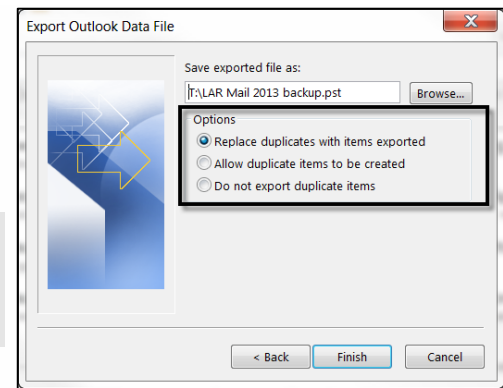 Export Outlook Data File
X
Save exported file as:
T:\LAR Mail 2013 backup.pst Browse...
Options
Replace duplicates with items exported
Allow duplicate items to be created
Do not export duplicate items
< Back Finish Cancel